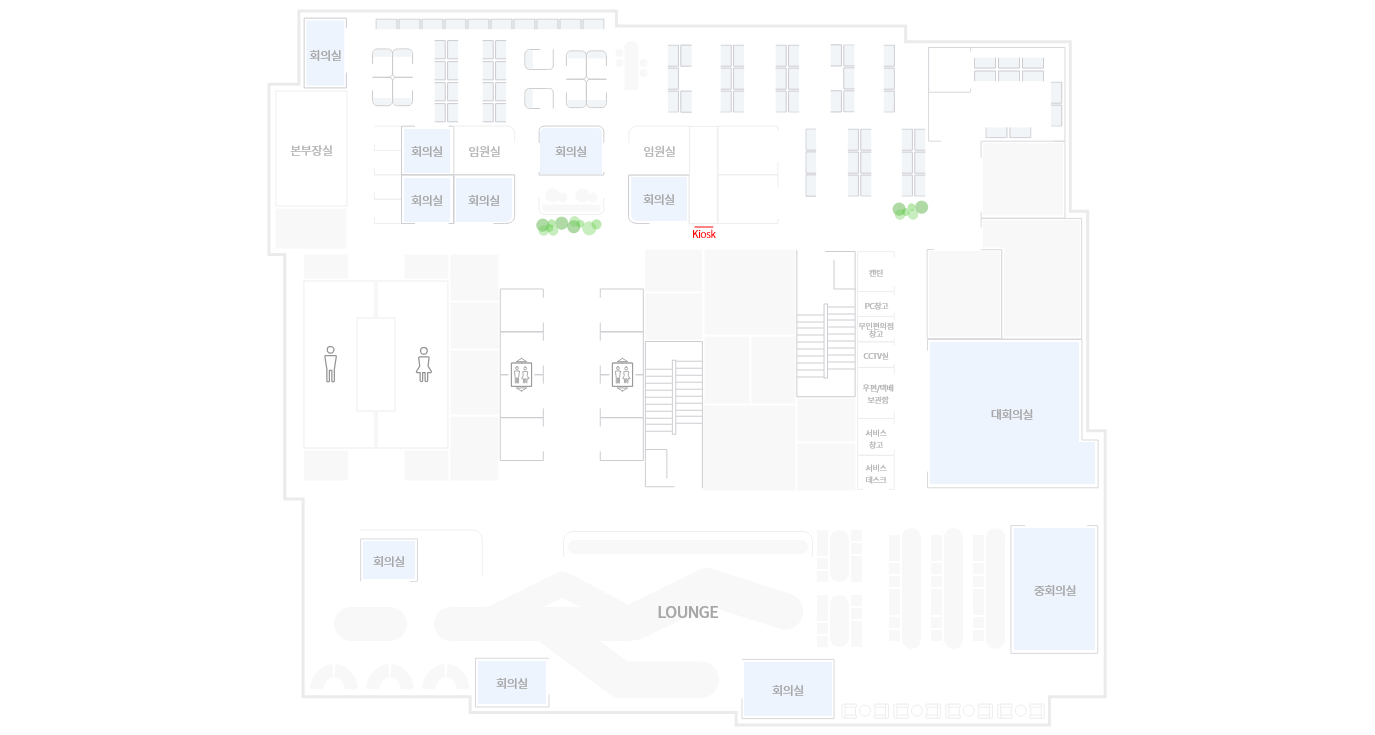 회의실
본부장실
회의실
임원실
회의실
임원실
회의실
회의실
회의실
Kiosk
캔틴
PC창고
무인편의점
창고
CCTV실
우편/택배
보관함
서비스
창고
서비스
데스크
대회의실
회의실
중회의실
LOUNGE
회의실
회의실